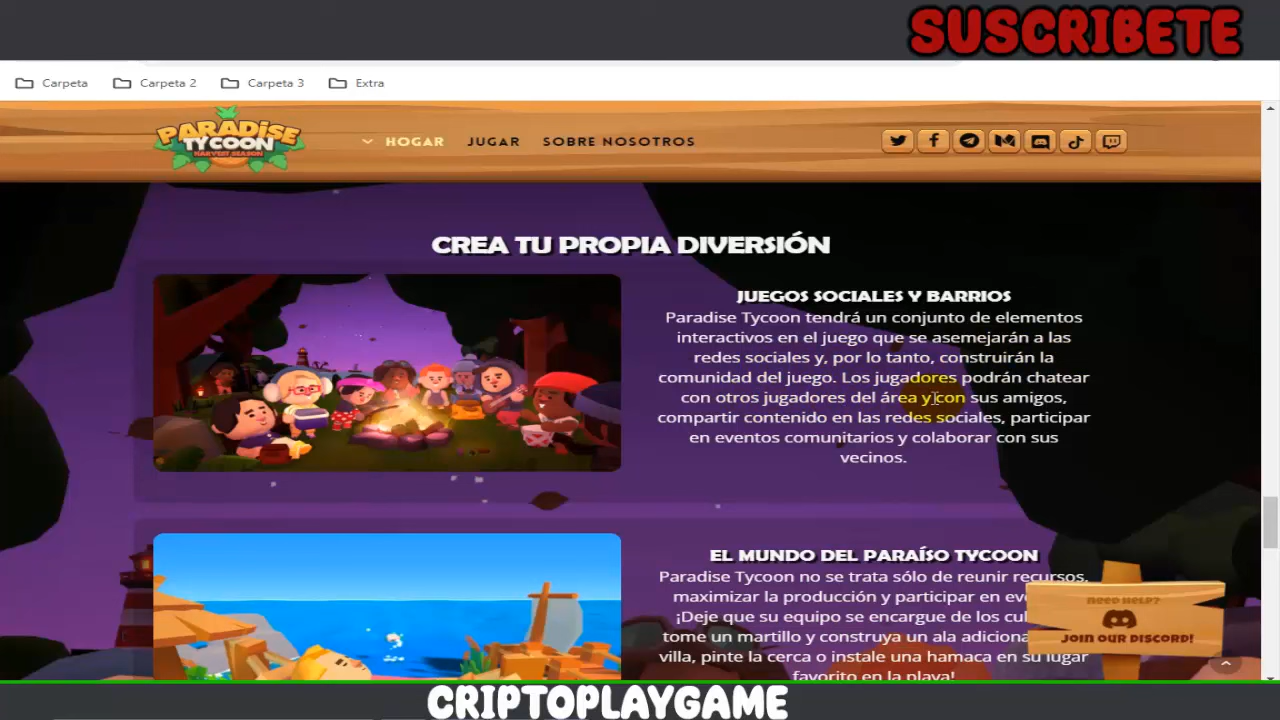 SUSCRIBETE
Carpeta
Carpeta 2
Carpeta 3
Extra
PARADISE
TYCOON
HARVEST SEASON
HOGAR
JUGAR
SOBRE NOSOTROS
CREA TU PROPIA DIVERSIÓN
JUEGOS SOCIALES Y BARRIOS
Paradise Tycoon tendrá un conjunto de elementos
interactivos en el juego que se asemejarán a las
redes sociales y, por lo tanto, construirán la
comunidad del juego. Los jugadores podrán chatear
con otros jugadores del área y con sus amigos,
compartir contenido en las redes sociales, participar
en eventos comunitarios y colaborar con sus
vecinos.
EL MUNDO DEL PARAÍSO TYCOON
Paradise Tycoon no se trata sólo de reunir recursos,
maximizar la producción y participar en
¡Deje que su equipo se encargue de los
tome un martillo y construya un ala
villa, pinte la cerca o instale una hamaca en su lugar
favorito en la playa!
NEED HELP?
JOIN OUR DISCORD!
CRIPTOPLAYGAME